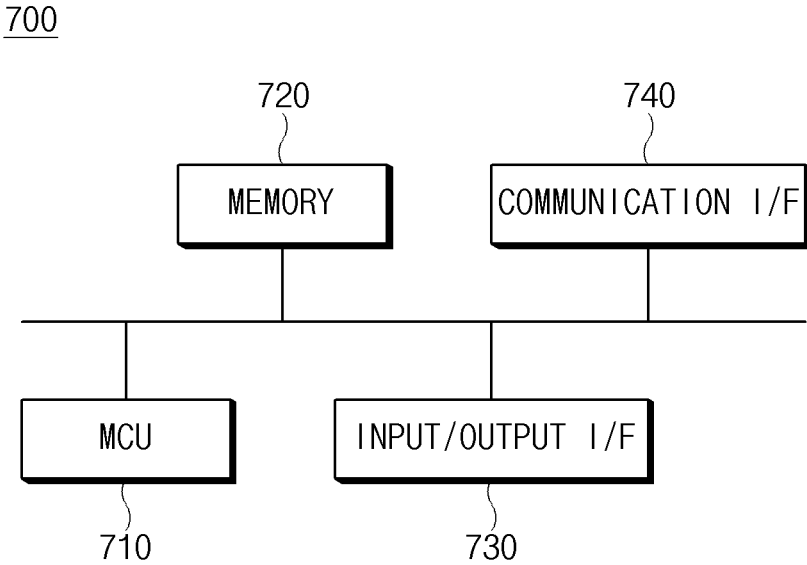 700
720
740
MEMORY
COMMUNICATION I/F
MCU
INPUT/OUTPUT I/F
710
730